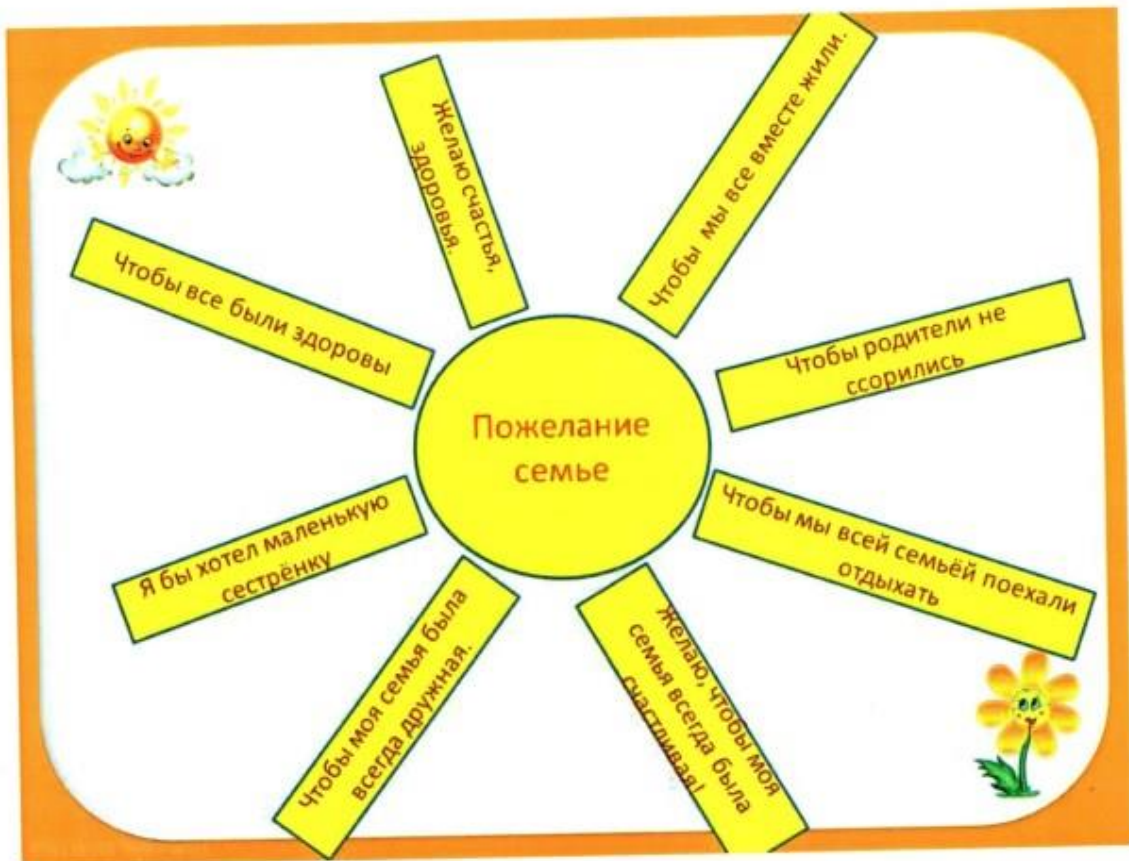 Пожелание
семье
Желаю счастья,
здоровья.
Чтобы мы все вместе жили.
Чтобы родители не
ссорились
Чтобы мы всей семьёй поехали
отдыхать
Желаю, чтобы моя
семья всегда была
счастливая!
Чтобы моя семья была
всегда дружная.
Я бы хотел маленькую
сестрёнку
Чтобы все были здоровы